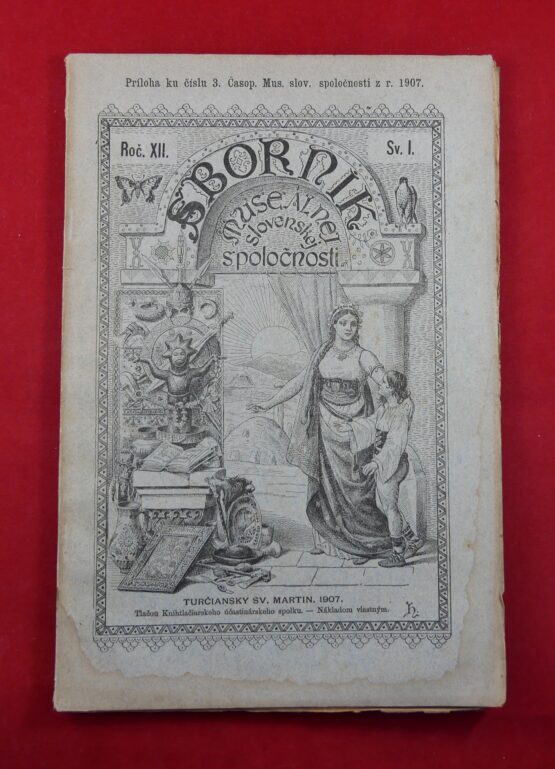 Príloha ku číslu 3. Časop. Mus. slov. spoločnosti z r. 1907.
Roč. XII.
Sv. I.
SBORNÍK
MUSEÁLNEJ
slovenskej
spoločnosti.
TURČIANSKY SV. MARTIN, 1907.
Tlačou Knihtlačiarskeho účastinárskeho spolku. — Nákladom vlastným.